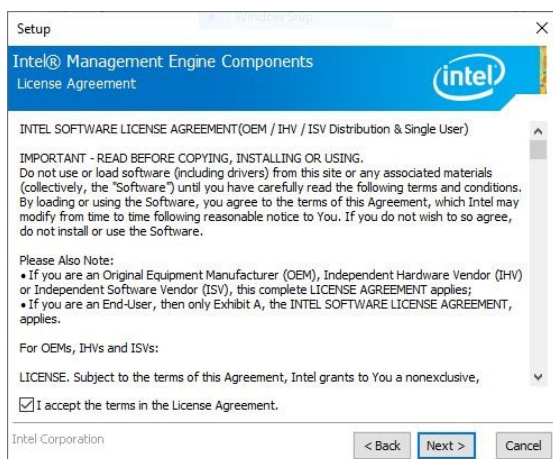 Window Snip
Setup
Intel® Management Engine Components
License Agreement
intel
INTEL SOFTWARE LICENSE AGREEMENT(OEM / IHV / ISV Distribution & Single User)
IMPORTANT - READ BEFORE COPYING, INSTALLING OR USING.
Do not use or load software (including drivers) from this site or any associated materials
(collectively, the "Software") until you have carefully read the following terms and conditions.
By loading or using the Software, you agree to the terms of this Agreement, which Intel may
modify from time to time following reasonable notice to You. If you do not wish to so agree,
do not install or use the Software.
Please Also Note:
• If you are an Original Equipment Manufacturer (OEM), Independent Hardware Vendor (IHV)
or Independent Software Vendor (ISV), this complete LICENSE AGREEMENT applies;
• If you are an End-User, then only Exhibit A, the INTEL SOFTWARE LICENSE AGREEMENT,
applies.
For OEMs, IHVs and ISVs:
LICENSE. Subject to the terms of this Agreement, Intel grants to You a nonexclusive,
I accept the terms in the License Agreement.
Intel Corporation
< Back Next > Cancel